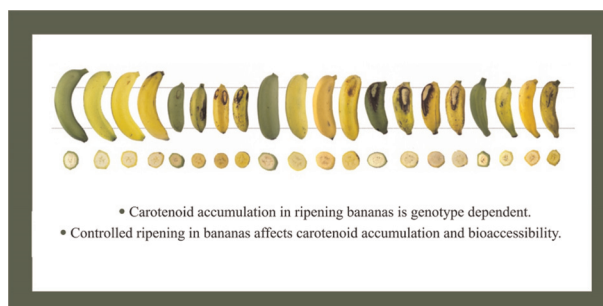 • Carotenoid accumulation in ripening bananas is genotype dependent.
• Controlled ripening in bananas affects carotenoid accumulation and bioaccessibility.